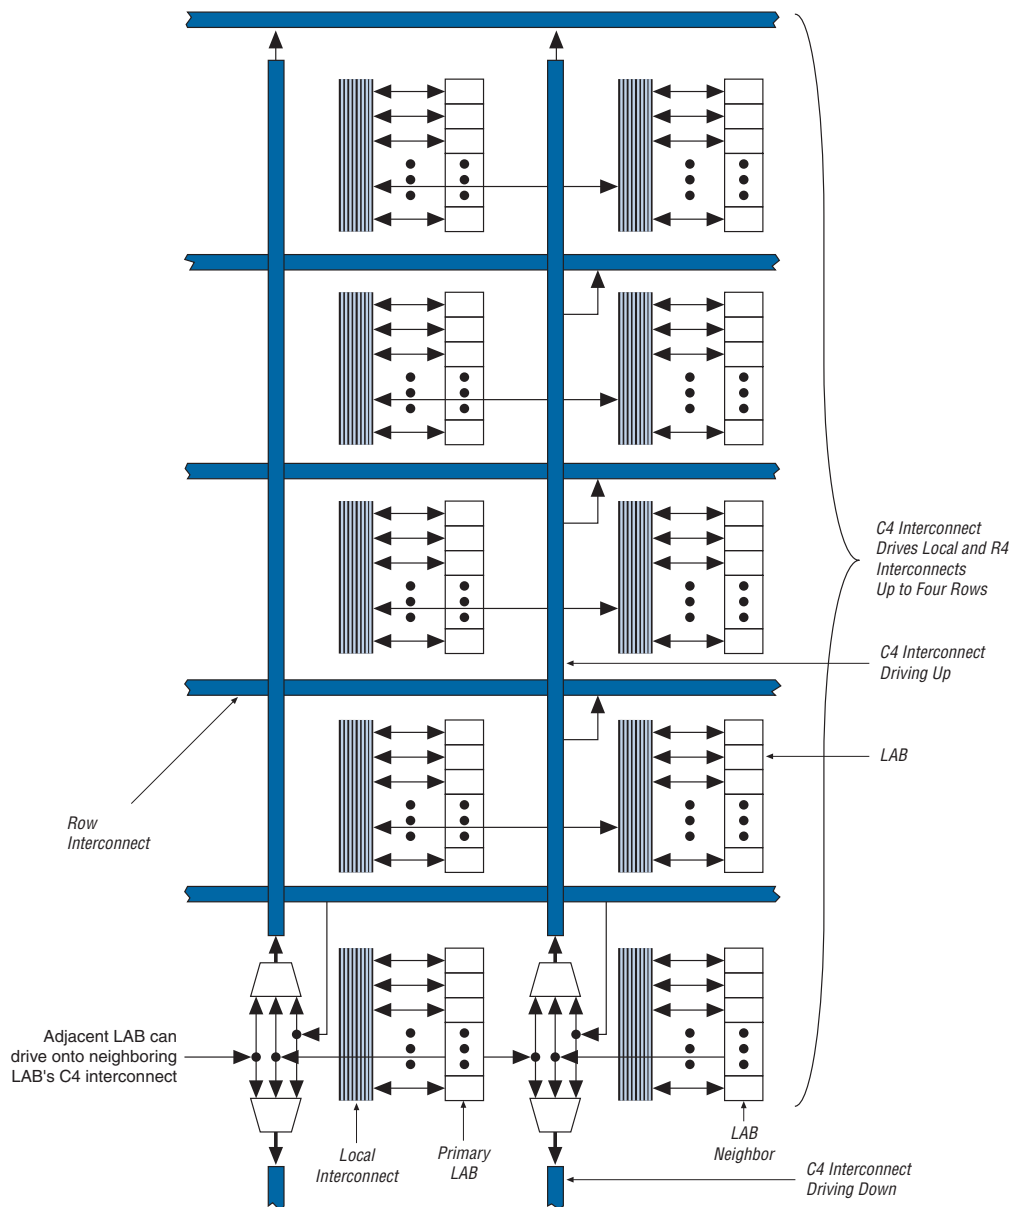 C4 Interconnect
Drives Local and R4
Interconnects
Up to Four Rows
C4 Interconnect
Driving Up
LAB
Row
Interconnect
Adjacent LAB can
drive onto neighboring
LAB's C4 interconnect
Local
Interconnect
Primary
LAB
LAB
Neighbor
C4 Interconnect
Driving Down